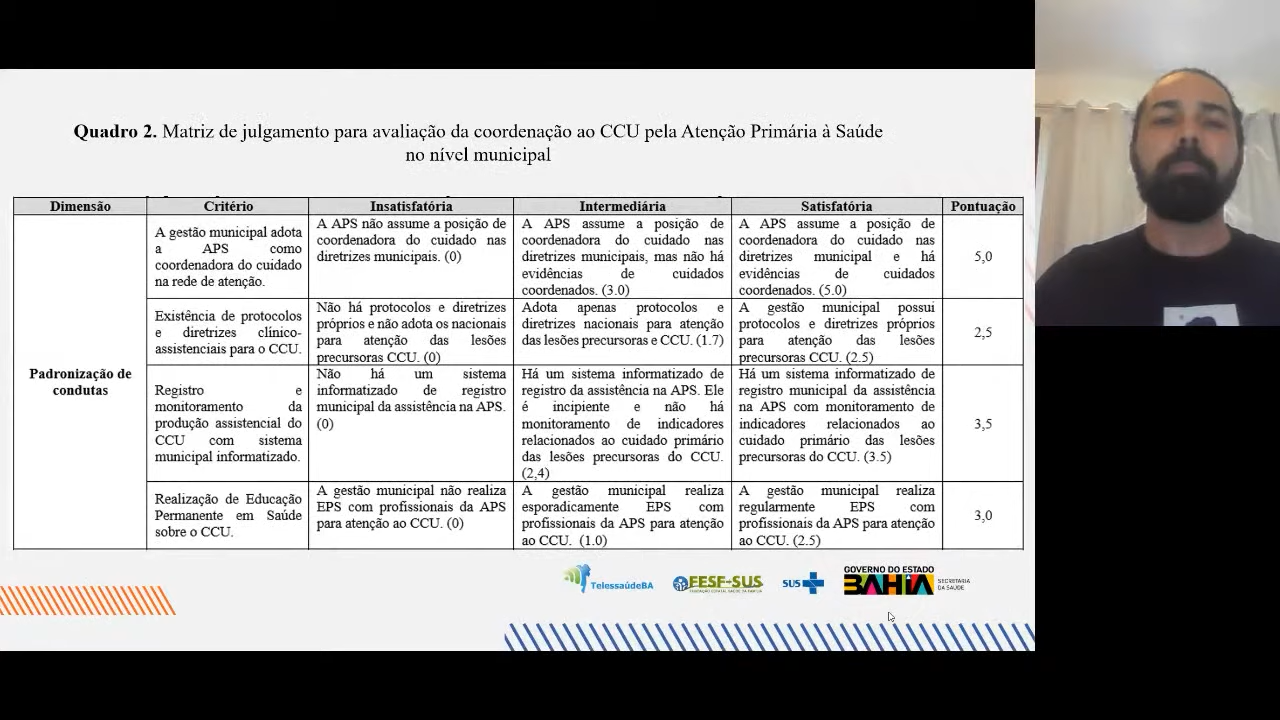 Quadro 2. Matriz de julgamento para avaliação da coordenação ao CCU pela Atenção Primária à Saúde
no nível municipal
Dimensão
Critério
Insatisfatória
Intermediária
Satisfatória
Pontuação
Padronização de
condutas
A gestão municipal adota
a APS como
coordenadora do cuidado
na rede de atenção.
A APS não assume a posição de
coordenadora do cuidado nas
diretrizes municipais. (0)
A APS assume a posição de
coordenadora do cuidado nas
diretrizes municipais, mas não há
evidências de cuidados
coordenados. (3.0)
A APS assume a posição de
coordenadora do cuidado nas
diretrizes municipal e há
evidências de cuidados
coordenados. (5.0)
5,0
Existência de protocolos
e diretrizes clínico-
assistenciais para o CCU.
Não há protocolos e diretrizes
próprios e não adota os nacionais
para atenção das lesões
precursoras CCU. (0)
Adota apenas protocolos e
diretrizes nacionais para atenção
das lesões precursoras e CCU. (1.7)
A gestão municipal possui
protocolos e diretrizes próprios
para atenção das lesões
precursoras CCU. (2.5)
2,5
Registro e
monitoramento da
produção assistencial do
CCU com sistema
municipal informatizado.
Não há um sistema
informatizado de registro
municipal da assistência na APS.
(0)
Há um sistema informatizado de
registro da assistência na APS. Ele
é incipiente e não há
monitoramento de indicadores
relacionados ao cuidado primário
das lesões precursoras do CCU.
(2,4)
Há um sistema informatizado de
registro municipal da assistência
na APS com monitoramento de
indicadores relacionados ao
cuidado primário das lesões
precursoras do CCU. (3.5)
3,5
Realização de Educação
Permanente em Saúde
sobre o CCU.
A gestão municipal não realiza
EPS com profissionais da APS
para atenção ao CCU. (0)
A gestão municipal realiza
esporadicamente EPS com
profissionais da APS para atenção
ao CCU. (1.0)
A gestão municipal realiza
regularmente EPS com
profissionais da APS para atenção
ao CCU. (2.5)
3,0
TelessaúdeBA
FESF-SUS
FUNDAÇÃO ESTATAL SAÚDE DA FAMÍLIA
SUS
GOVERNO DO ESTADO
BAHIA
SECRETARIA
DA SAÚDE